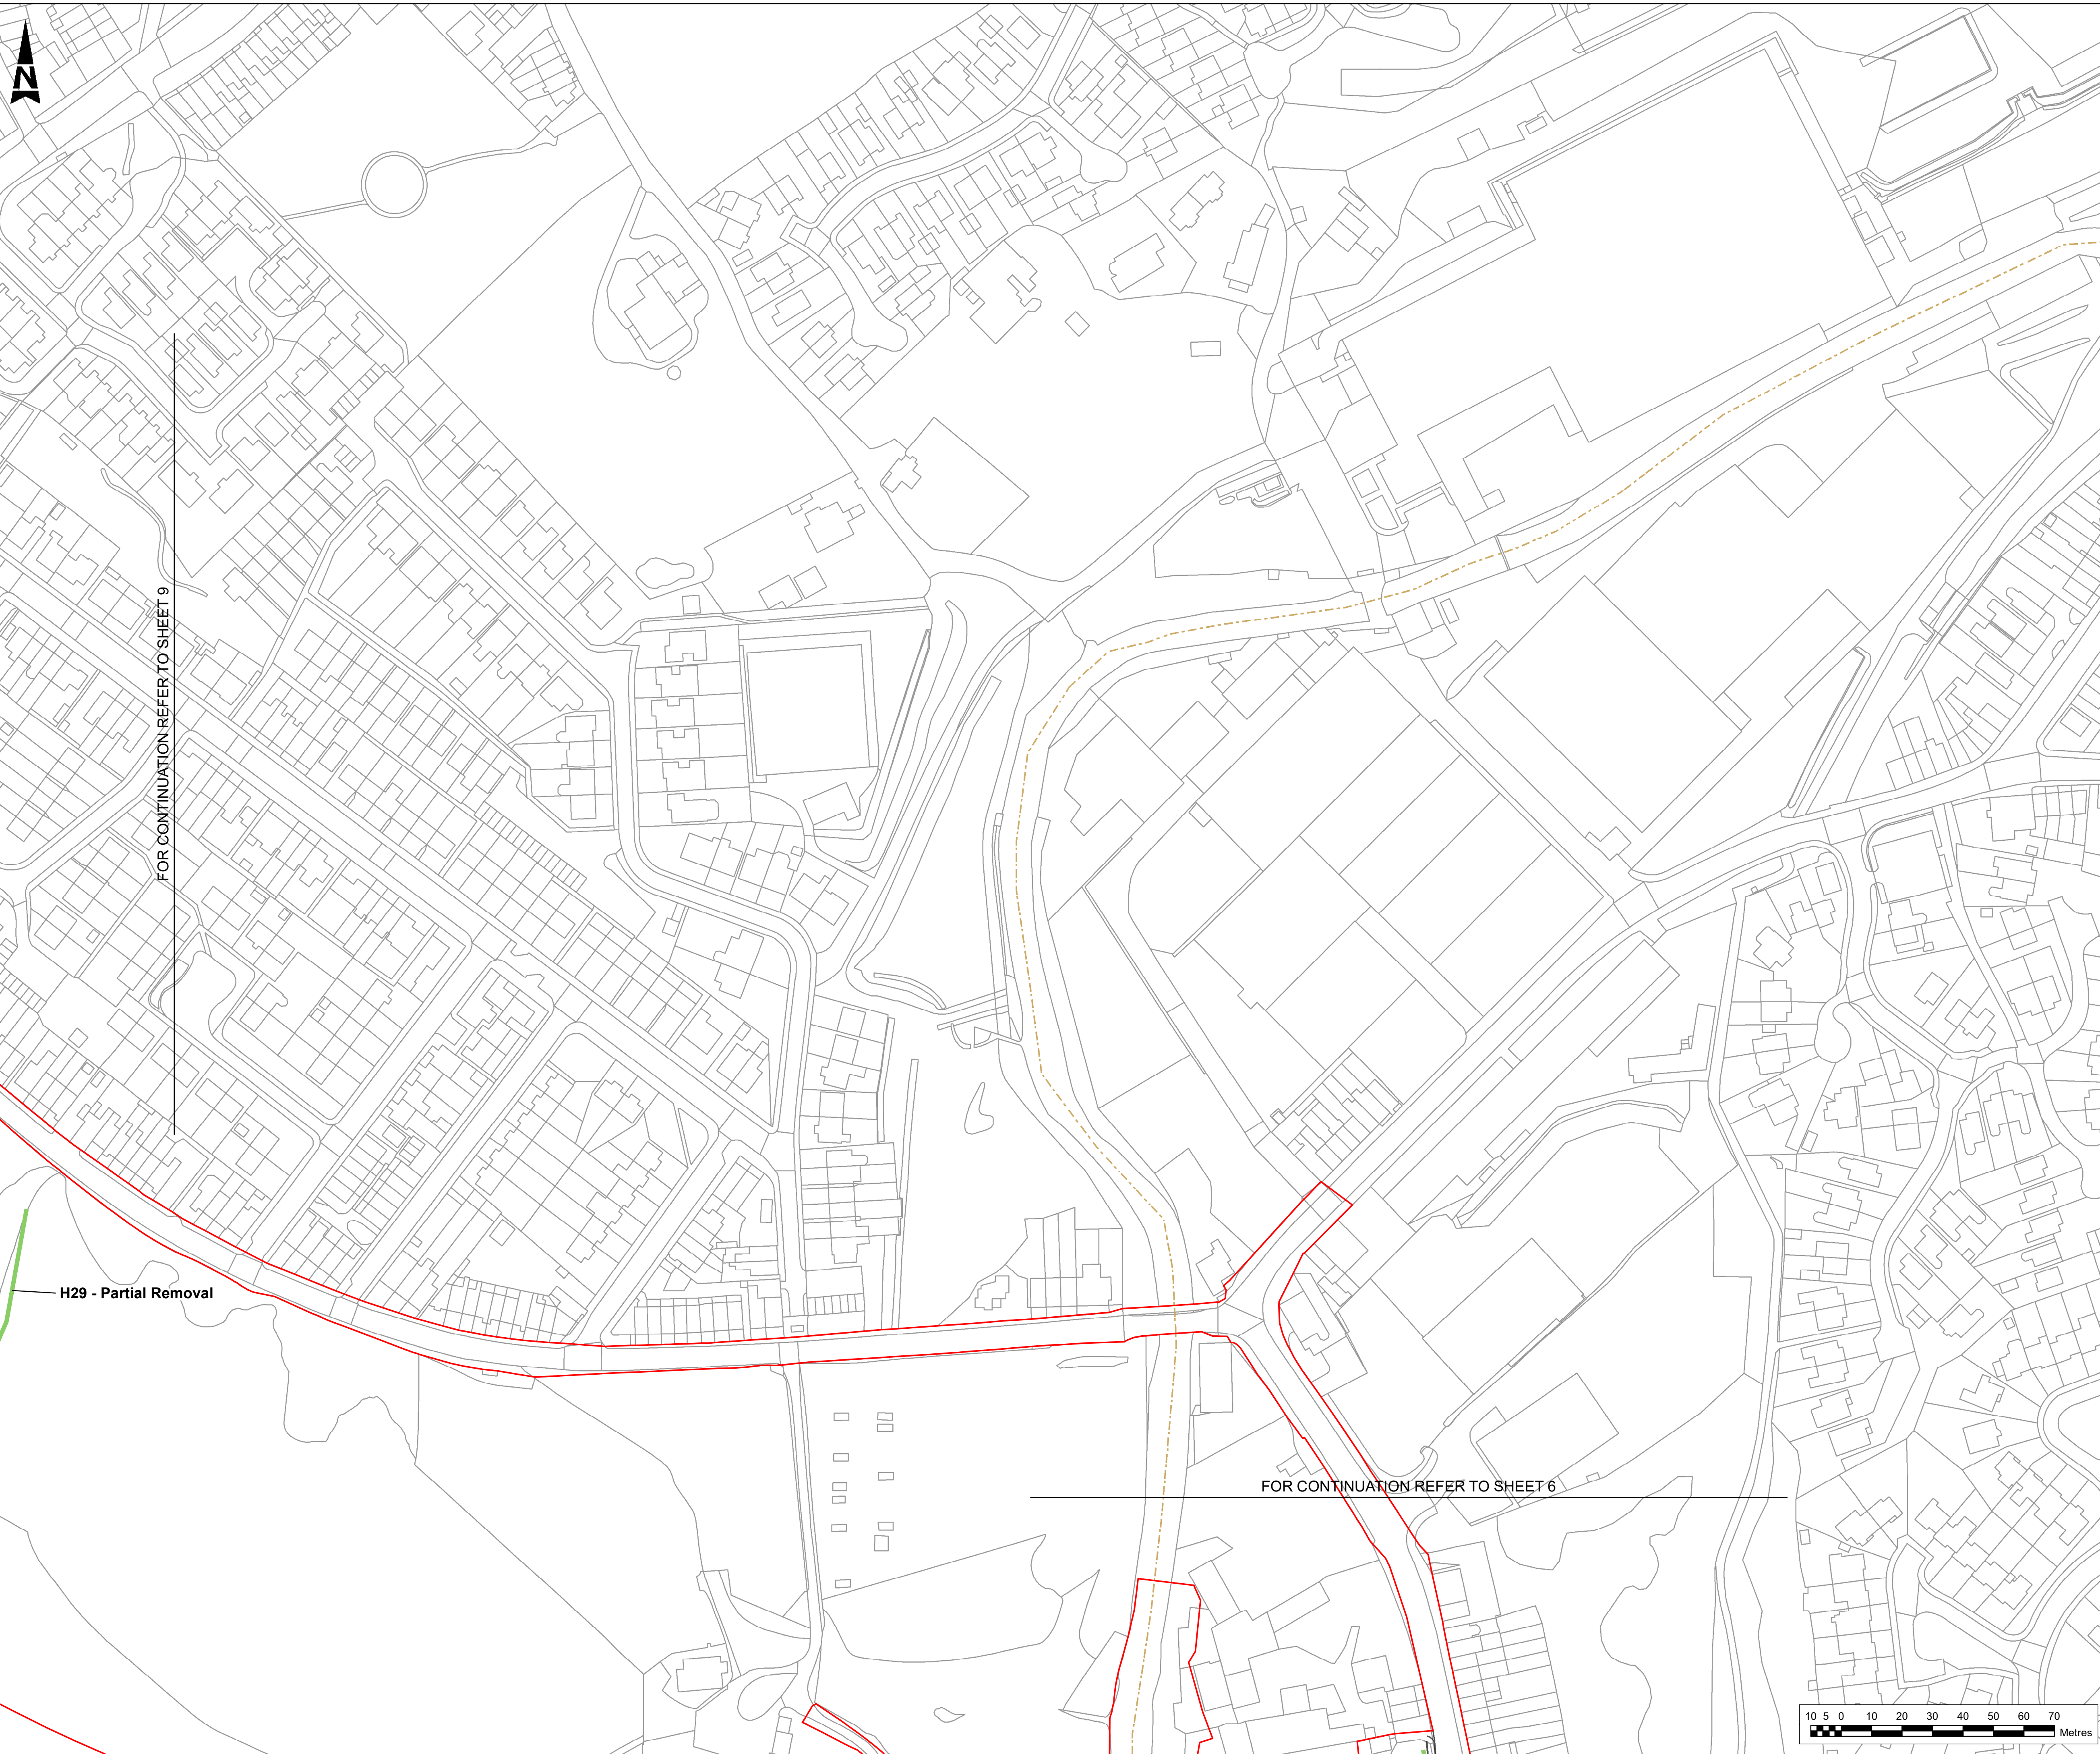 N
FOR CONTINUATION REFER TO SHEET 9
H29 - Partial Removal
FOR CONTINUATION REFER TO SHEET 6
10 5 0 10 20 30 40 50 60 70
Metres